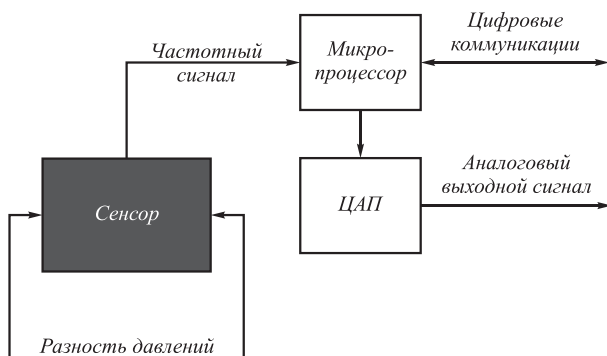 Частотный
сигнал
Микро-
процессор
Цифровые
коммуникации
Сенсор
ЦАП
Аналоговый
выходной сигнал
Разность давлений